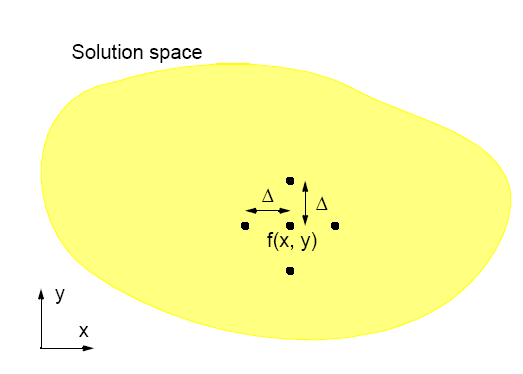 Solution space
Δ
Δ
f(x, y)
y
x